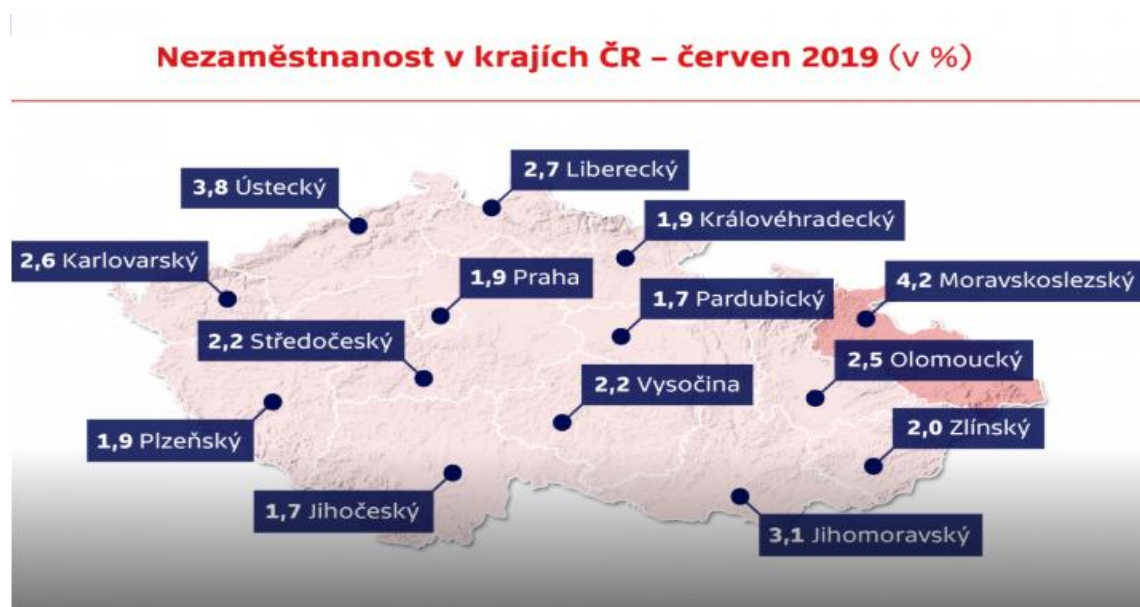 Nezaměstnanost v krajích ČR – červen 2019 (v %)
2,7 Liberecký
3,8 Ústecký
1,9 Královéhradecký
2,6 Karlovarský
1,9 Praha
4,2 Moravskoslezský
1,7 Pardubický
2,2 Středočeský
2,5 Olomoucký
2,2 Vysočina
2,0 Zlínský
1,9 Plzeňský
1,7 Jihočeský
3,1 Jihomoravský